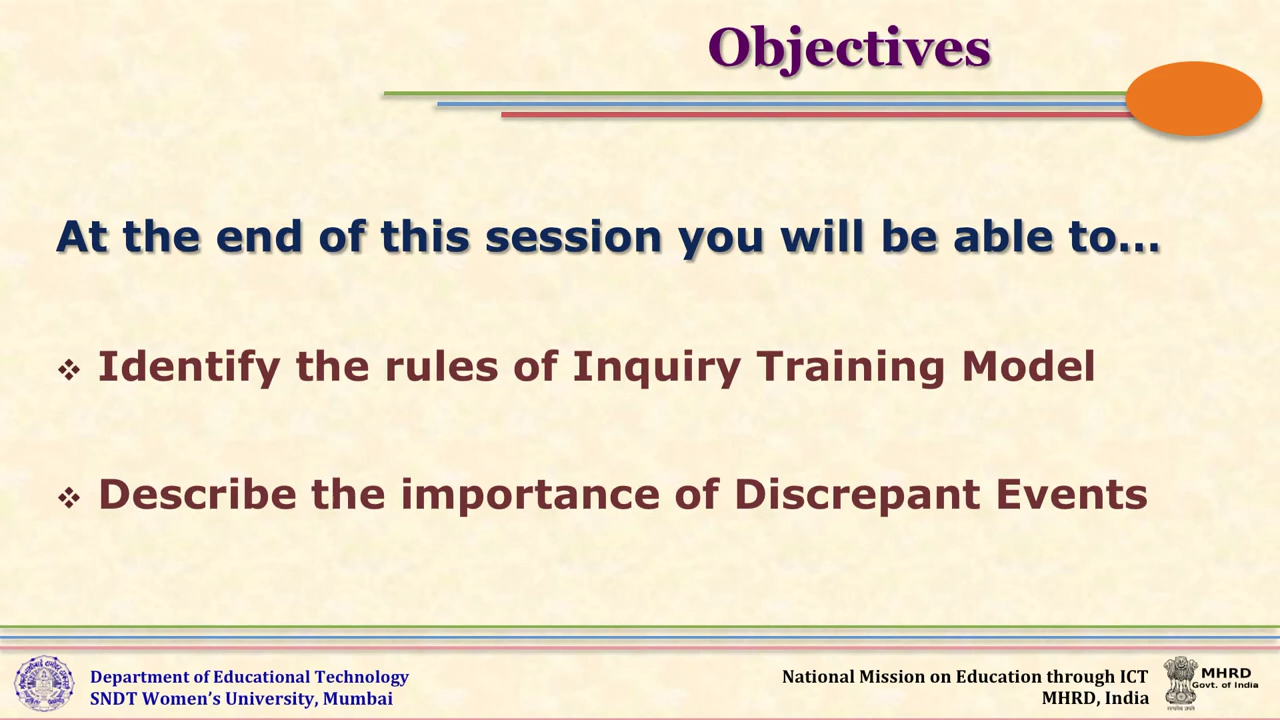 Objectives
At the end of this session you will be able to...
❖ Identify the rules of Inquiry Training Model
❖ Describe the importance of Discrepant Events
Department of Educational Technology
SNDT Women’s University, Mumbai
National Mission on Education through ICT
MHRD, India
MHRD
Govt. of India